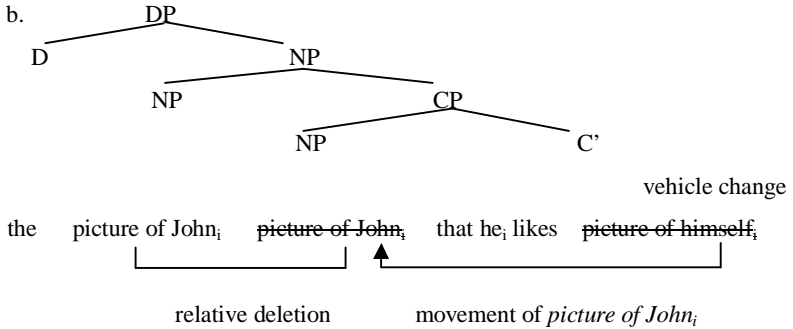 b. DP
D NP
NP CP
NP C’
vehicle change
the picture of Johnᵢ picture of Johnᵢ that heᵢ likes picture of himselfᵢ
relative deletion movement of picture of Johnᵢ